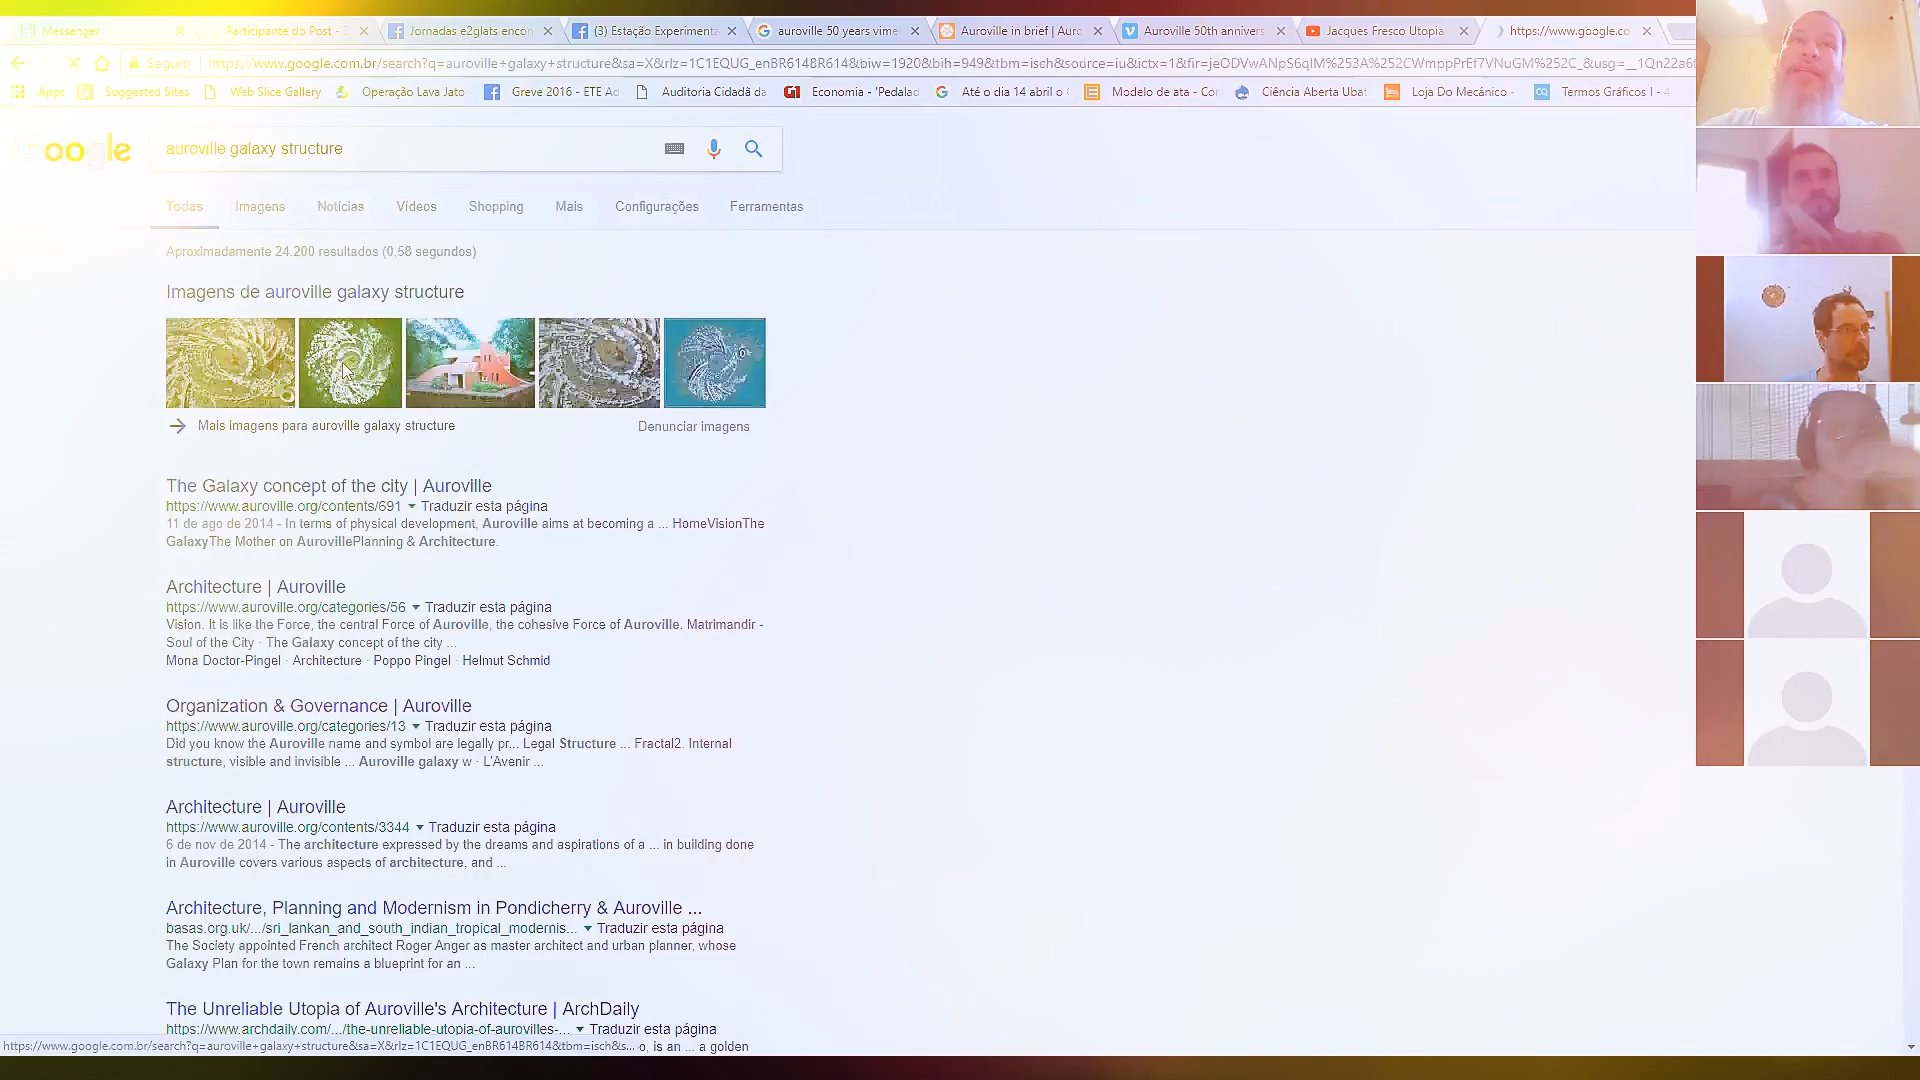 Messenger
Participante do Post - Z
Jornadas e2glats encon
(3) Estação Experimenta
auroville 50 years vime
Auroville in brief | Auro
Auroville 50th annivers
Jacques Fresco Utopia
https://www.google.co
Seguro
https://www.google.com.br/search?q=auroville+galaxy+structure&sa=X&rlz=1C1EQUG_enBR614BR614&biw=1920&bih=949&tbm=isch&source=iu&ictx=1&fir=jeODVwANpS6qIM%253A%252CWmppPrEf7VNuGM%252C_&usg=__1Qn22a6t
Apps
Suggested Sites
Web Slice Gallery
Operação Lava Jato
Greve 2016 - ETE Ad
Auditoria Cidadã da
Economia - 'Pedalad
Até o dia 14 abril o
Modelo de ata - Cor
Ciência Aberta Ubat
Loja Do Mecânico -
Termos Gráficos I - 4
Google
auroville galaxy structure
Todas
Imagens
Notícias
Vídeos
Shopping
Mais
Configurações
Ferramentas
Aproximadamente 24.200 resultados (0,58 segundos)
Imagens de auroville galaxy structure
Mais imagens para auroville galaxy structure
Denunciar imagens
The Galaxy concept of the city | Auroville
https://www.auroville.org/contents/691 Traduzir esta página
11 de ago de 2014 - In terms of physical development, Auroville aims at becoming a ... HomeVisionThe
GalaxyThe Mother on AurovillePlanning & Architecture.
Architecture | Auroville
https://www.auroville.org/categories/56 Traduzir esta página
Vision. It is like the Force, the central Force of Auroville, the cohesive Force of Auroville. Matrimandir -
Soul of the City · The Galaxy concept of the city ...
Mona Doctor-Pingel · Architecture · Poppo Pingel · Helmut Schmid
Organization & Governance | Auroville
https://www.auroville.org/categories/13 Traduzir esta página
Did you know the Auroville name and symbol are legally pr... Legal Structure ... Fractal2. Internal
structure, visible and invisible ... Auroville galaxy w · L'Avenir ...
Architecture | Auroville
https://www.auroville.org/contents/3344 Traduzir esta página
6 de nov de 2014 - The architecture expressed by the dreams and aspirations of a ... in building done
in Auroville covers various aspects of architecture, and ...
Architecture, Planning and Modernism in Pondicherry & Auroville ...
basas.org.uk/.../sri_lankan_and_south_indian_tropical_modernis... Traduzir esta página
The Society appointed French architect Roger Anger as master architect and urban planner, whose
Galaxy Plan for the town remains a blueprint for an ...
The Unreliable Utopia of Auroville's Architecture | ArchDaily
https://www.archdaily.com/.../the-unreliable-utopia-of-aurovilles-... Traduzir esta página
https://www.google.com.br/search?q=auroville+galaxy+structure&sa=X&rlz=1C1EQUG_enBR614BR614&tbm=isch&s... o, is an ... a golden